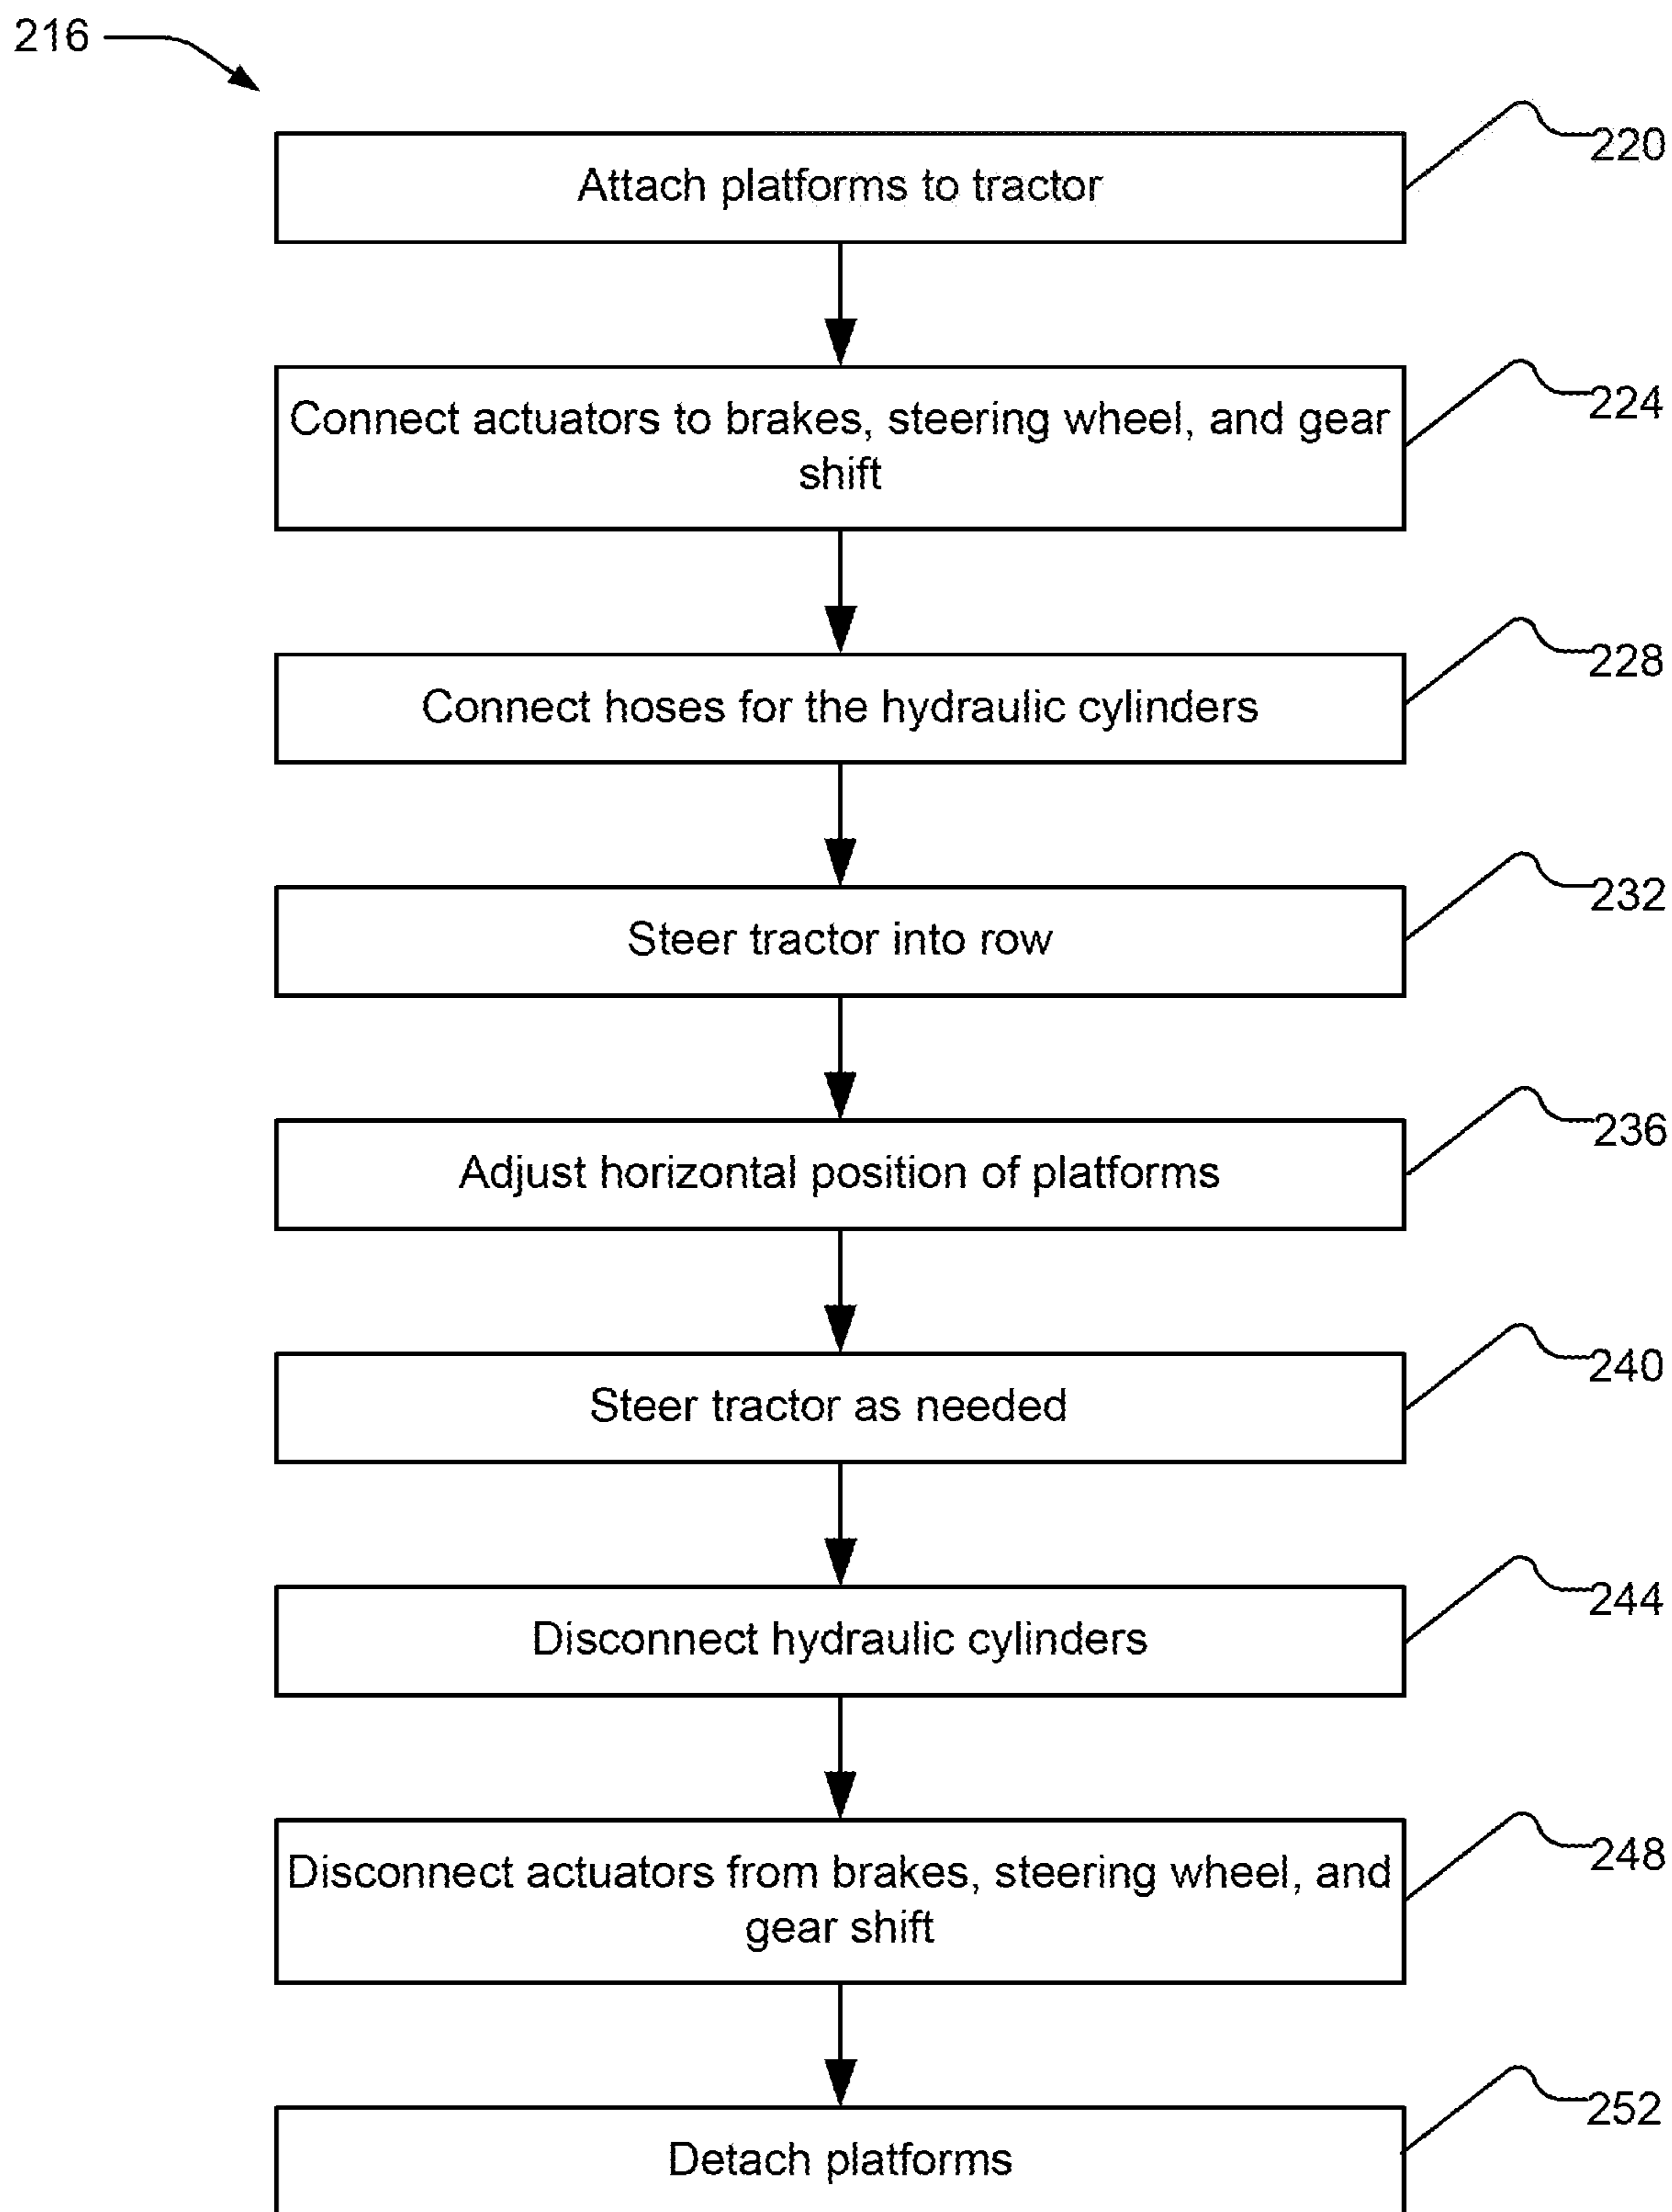 216
Attach platforms to tractor
220
Connect actuators to brakes, steering wheel, and gear
shift
224
Connect hoses for the hydraulic cylinders
228
Steer tractor into row
232
Adjust horizontal position of platforms
236
Steer tractor as needed
240
Disconnect hydraulic cylinders
244
Disconnect actuators from brakes, steering wheel, and
gear shift
248
Detach platforms
252